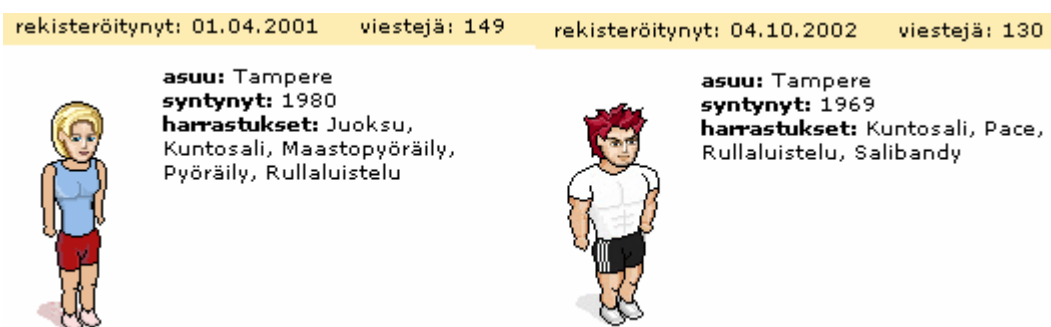 rekisteröitynyt: 01.04.2001 viestejä: 149
asuu: Tampere
syntynyt: 1980
harrastukset: Juoksu,
Kuntosali, Maastopyöräily,
Pyöräily, Rullaluistelu
rekisteröitynyt: 04.10.2002 viestejä: 130
asuu: Tampere
syntynyt: 1969
harrastukset: Kuntosali, Pace,
Rullaluistelu, Salibandy